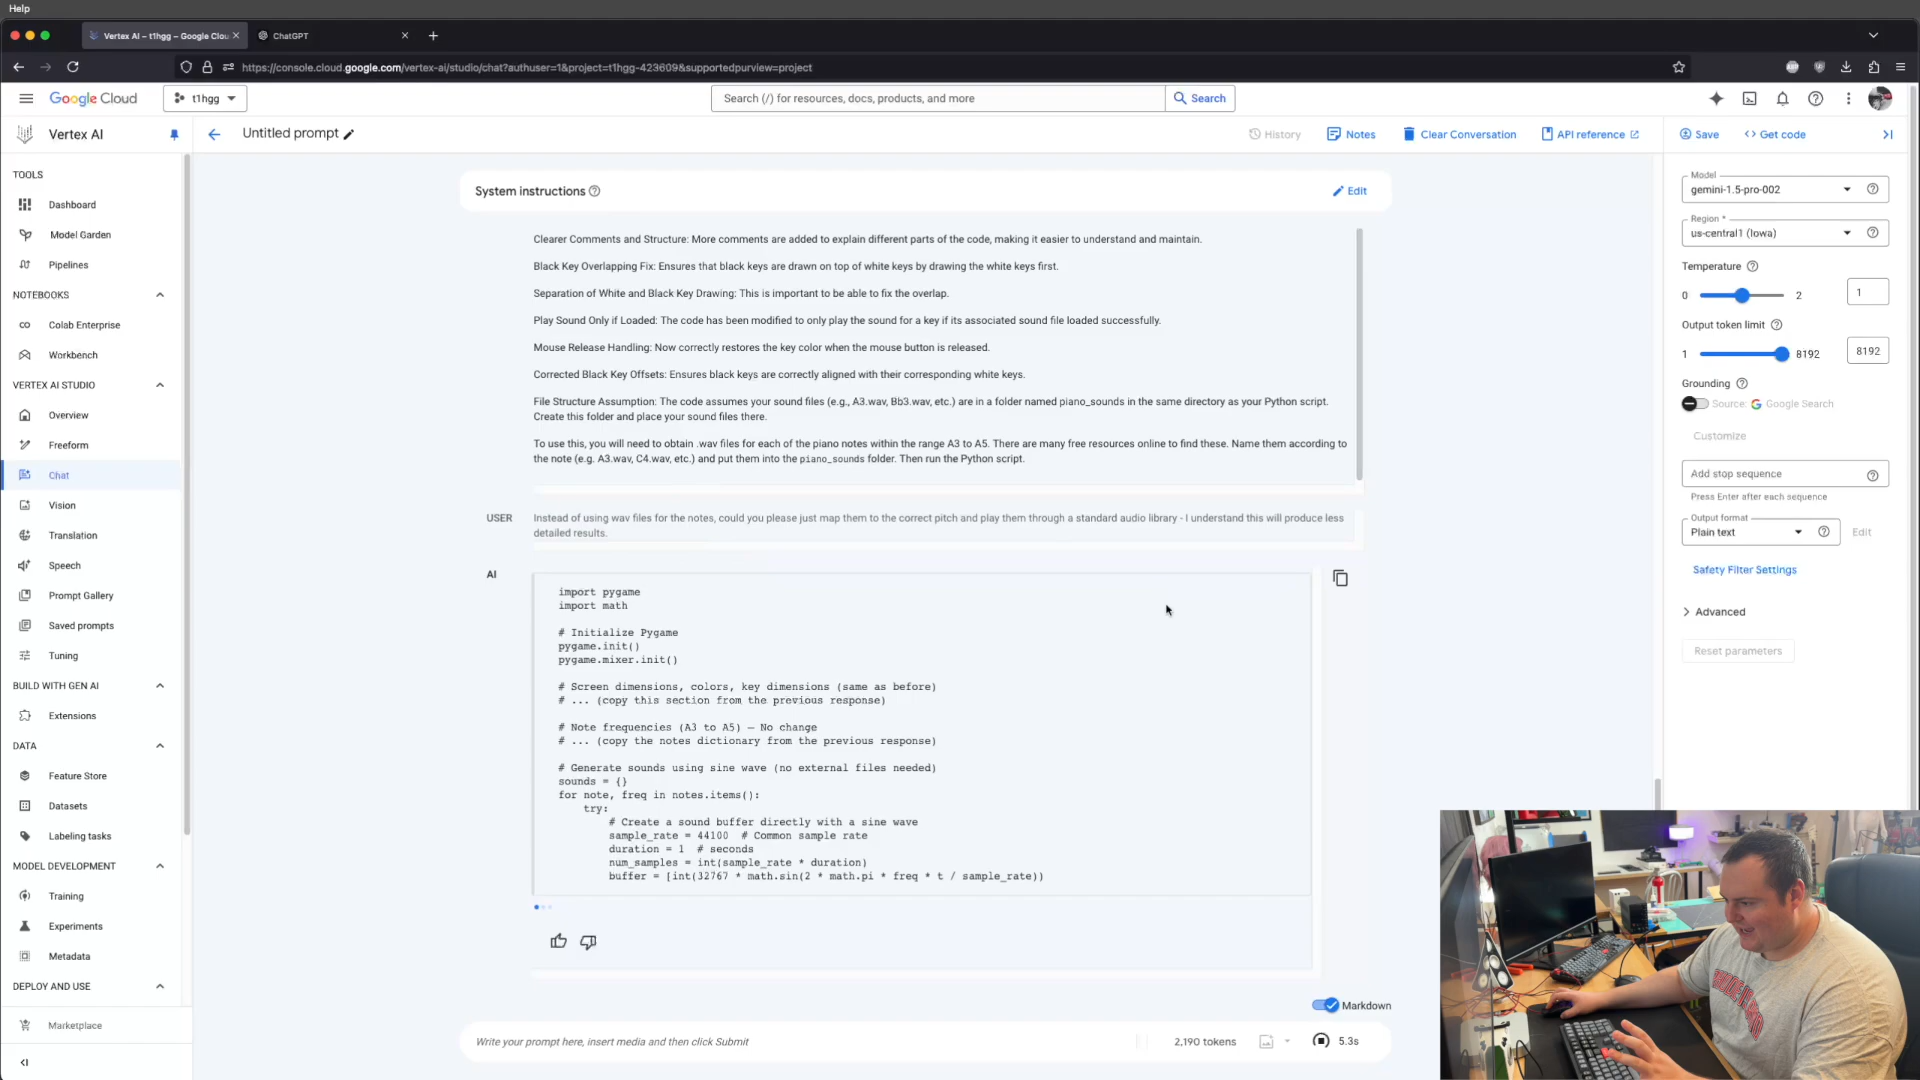 Help
Vertex AI – t1hgg – Google Clou
ChatGPT
https://console.cloud.google.com/vertex-ai/studio/chat?authuser=1&project=t1hgg-423609&supportedpurview=project
Google Cloud
t1hgg
Search (/) for resources, docs, products, and more
Search
Vertex AI
Untitled prompt
History
Notes
Clear Conversation
API reference
Save
Get code
TOOLS
Dashboard
Model Garden
Pipelines
NOTEBOOKS
Colab Enterprise
Workbench
VERTEX AI STUDIO
Overview
Freeform
Chat
Vision
Translation
Speech
Prompt Gallery
Saved prompts
Tuning
BUILD WITH GEN AI
Extensions
DATA
Feature Store
Datasets
Labeling tasks
MODEL DEVELOPMENT
Training
Experiments
Metadata
DEPLOY AND USE
Marketplace
System instructions
Edit
Clearer Comments and Structure: More comments are added to explain different parts of the code, making it easier to understand and maintain.
Black Key Overlapping Fix: Ensures that black keys are drawn on top of white keys by drawing the white keys first.
Separation of White and Black Key Drawing: This is important to be able to fix the overlap.
Play Sound Only if Loaded: The code has been modified to only play the sound for a key if its associated sound file loaded successfully.
Mouse Release Handling: Now correctly restores the key color when the mouse button is released.
Corrected Black Key Offsets: Ensures black keys are correctly aligned with their corresponding white keys.
File Structure Assumption: The code assumes your sound files (e.g., A3.wav, Bb3.wav, etc.) are in a folder named piano_sounds in the same directory as your Python script.
Create this folder and place your sound files there.
To use this, you will need to obtain .wav files for each of the piano notes within the range A3 to A5. There are many free resources online to find these. Name them according to
the note (e.g. A3.wav, C4.wav, etc.) and put them into the piano_sounds folder. Then run the Python script.
USER
Instead of using wav files for the notes, could you please just map them to the correct pitch and play them through a standard audio library - I understand this will produce less
detailed results.
AI
import pygame
import math
# Initialize Pygame
pygame.init()
pygame.mixer.init()
# Screen dimensions, colors, key dimensions (same as before)
# ... (copy this section from the previous response)
# Note frequencies (A3 to A5) — No change
# ... (copy the notes dictionary from the previous response)
# Generate sounds using sine wave (no external files needed)
sounds = {}
for note, freq in notes.items():
try:
# Create a sound buffer directly with a sine wave
sample_rate = 44100  # Common sample rate
duration = 1  # seconds
num_samples = int(sample_rate * duration)
buffer = [int(32767 * math.sin(2 * math.pi * freq * t / sample_rate))
Markdown
Write your prompt here, insert media and then click Submit
2,190 tokens
5.3s
Model
gemini-1.5-pro-002
Region *
us-central1 (Iowa)
Temperature
0
2
1
Output token limit
1
8192
8192
Grounding
Source: Google Search
Customize
Add stop sequence
Press Enter after each sequence
Output format
Plain text
Edit
Safety Filter Settings
Advanced
Reset parameters